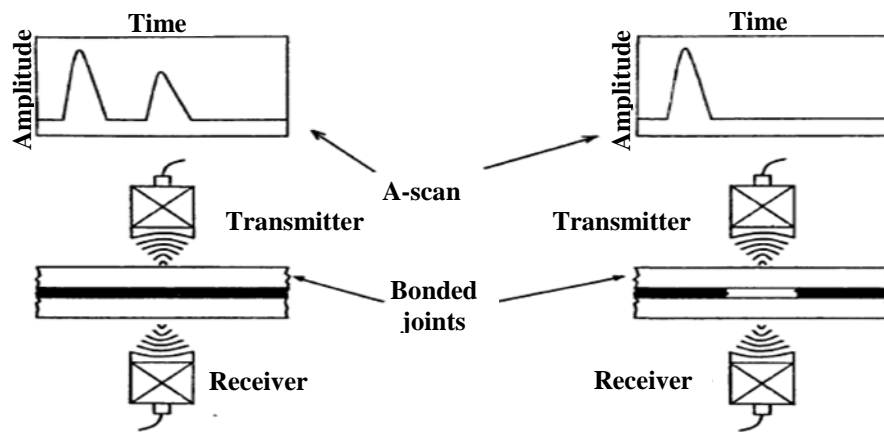 Time
Amplitude
Time
Amplitude
A-scan
Transmitter
Transmitter
Bonded
joints
Receiver
Receiver